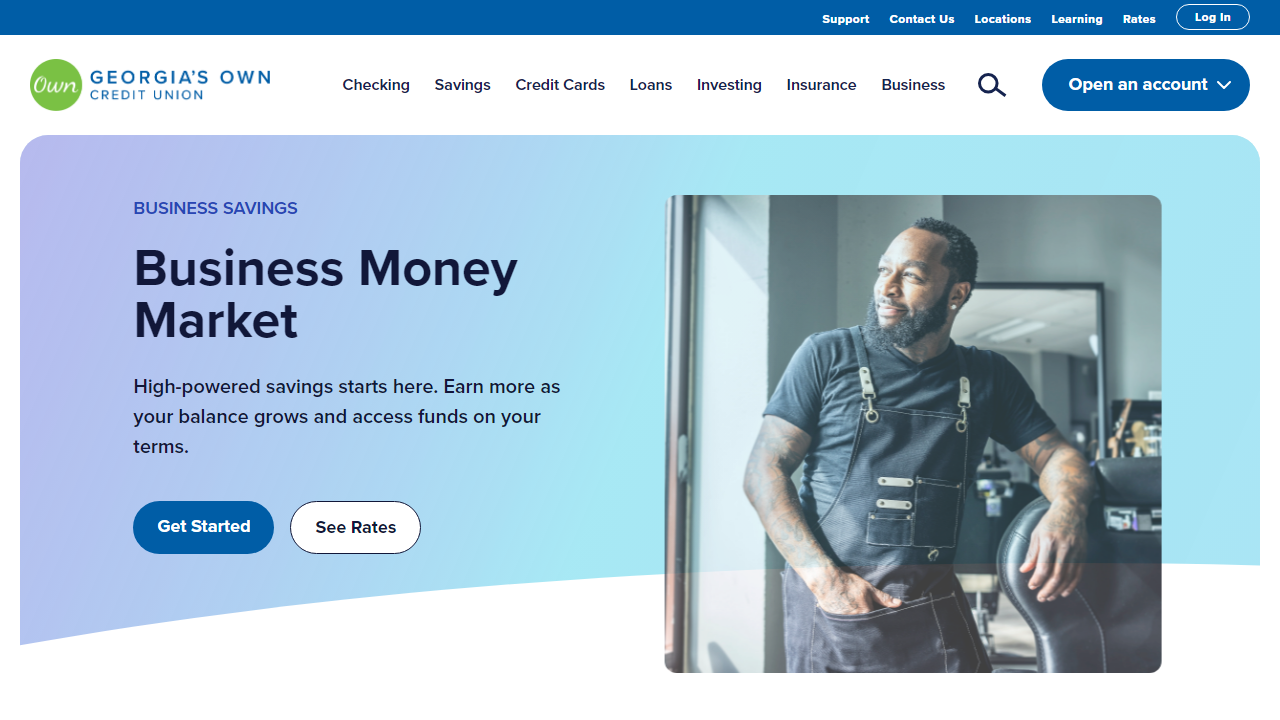 Support Contact Us Locations Learning Rates Log In
Own GEORGIA'S OWN
CREDIT UNION
Checking Savings Credit Cards Loans Investing Insurance Business Open an account
BUSINESS SAVINGS
Business Money
Market
High-powered savings starts here. Earn more as
your balance grows and access funds on your
terms.
Get Started See Rates